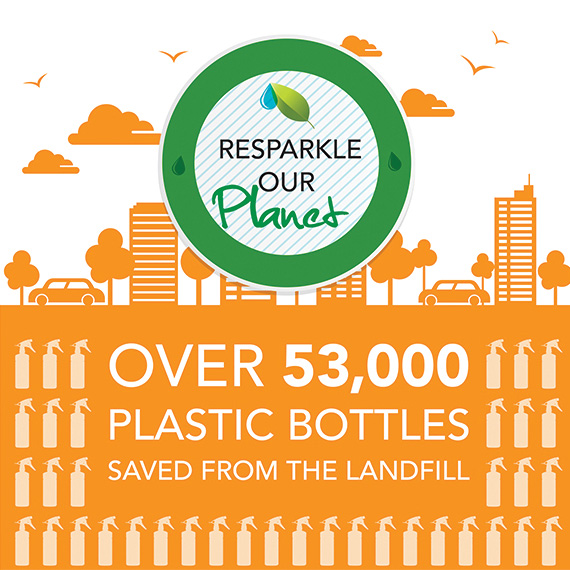 RESPARKLE
OUR
Planet
OVER 53,000
PLASTIC BOTTLES
SAVED FROM THE LANDFILL